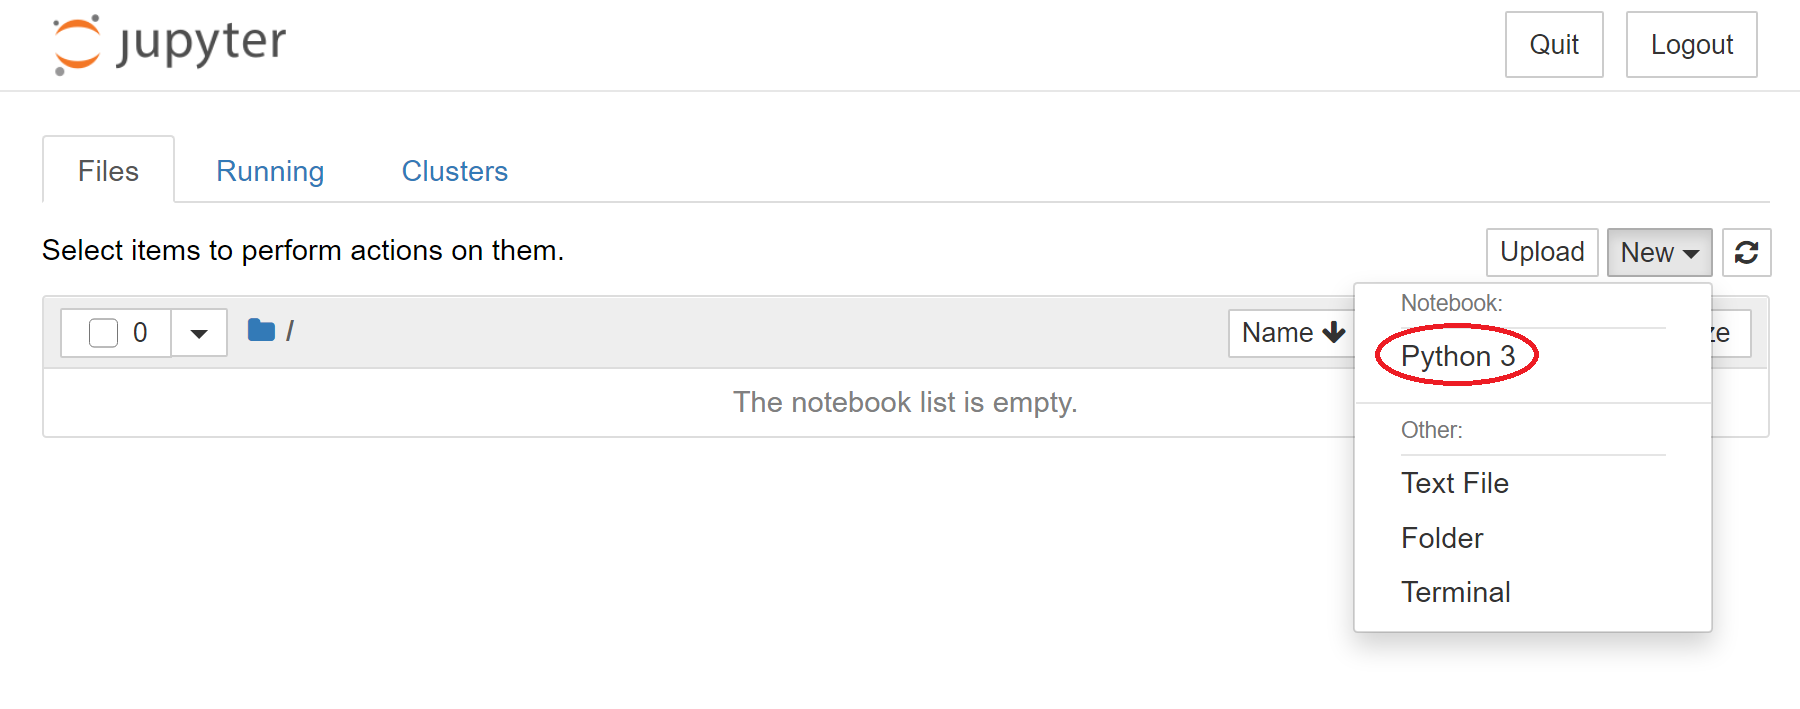 jupyter
Quit
Logout
Files
Running
Clusters
Select items to perform actions on them.
Upload
New
0
/
Name
Notebook:
Python 3
The notebook list is empty.
Other:
Text File
Folder
Terminal